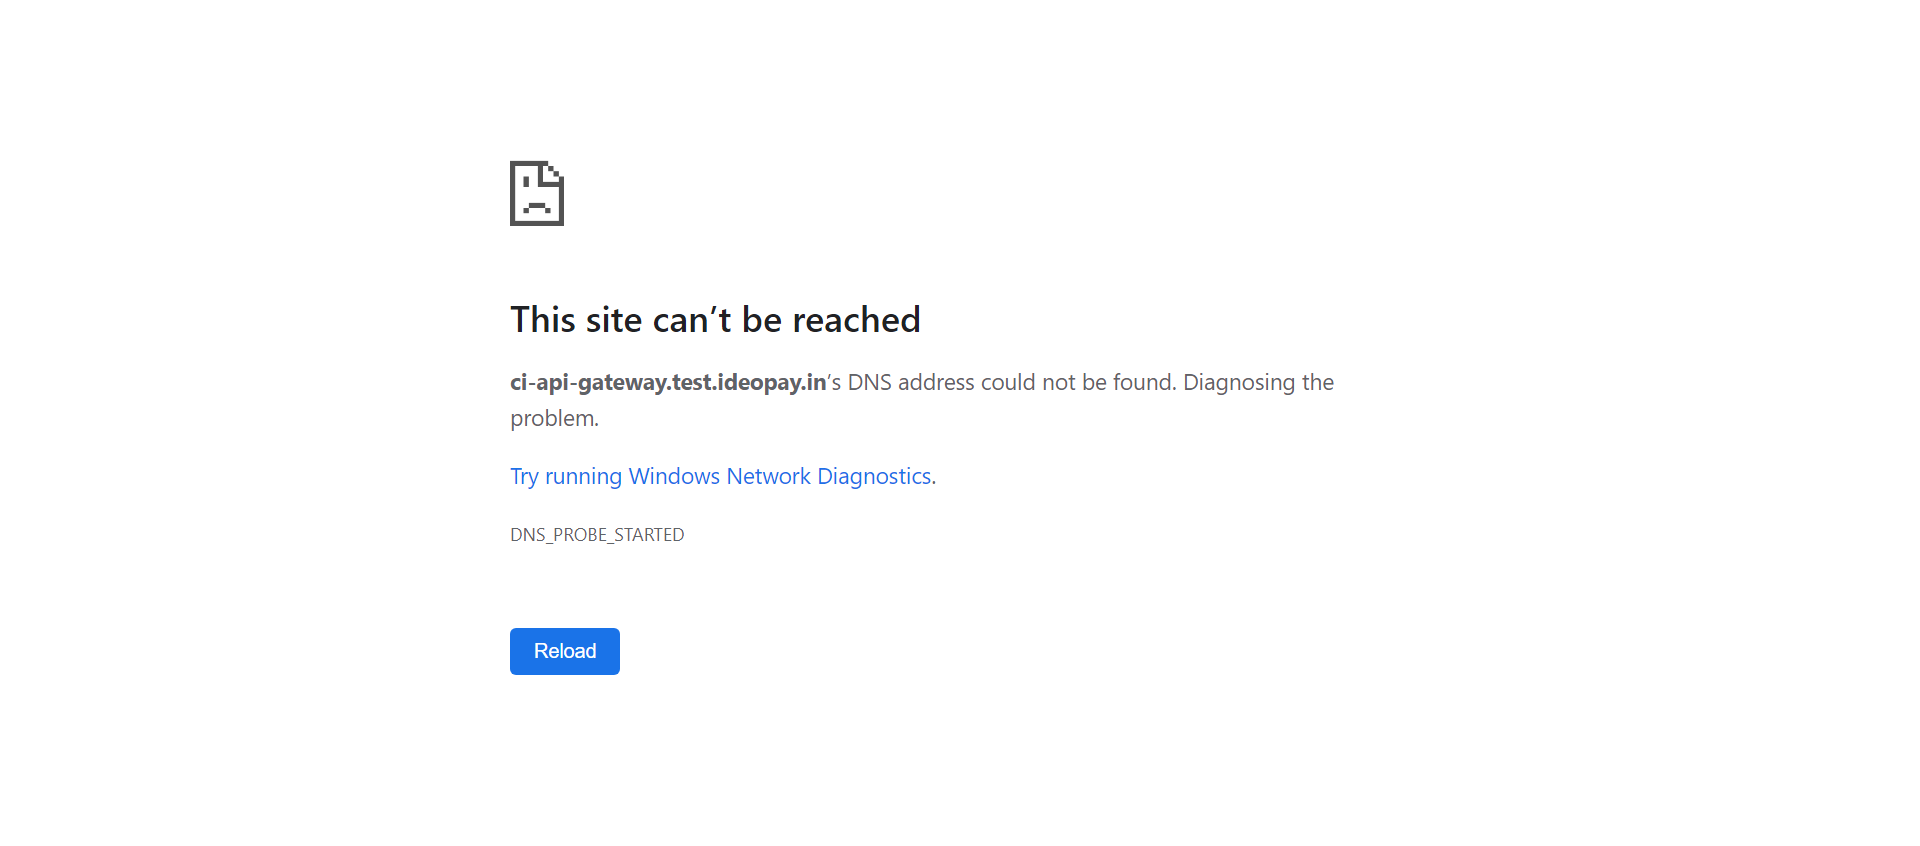 This site can’t be reached
ci-api-gateway.test.ideopay.in’s DNS address could not be found. Diagnosing the
problem.
Try running Windows Network Diagnostics.
DNS_PROBE_STARTED
Reload